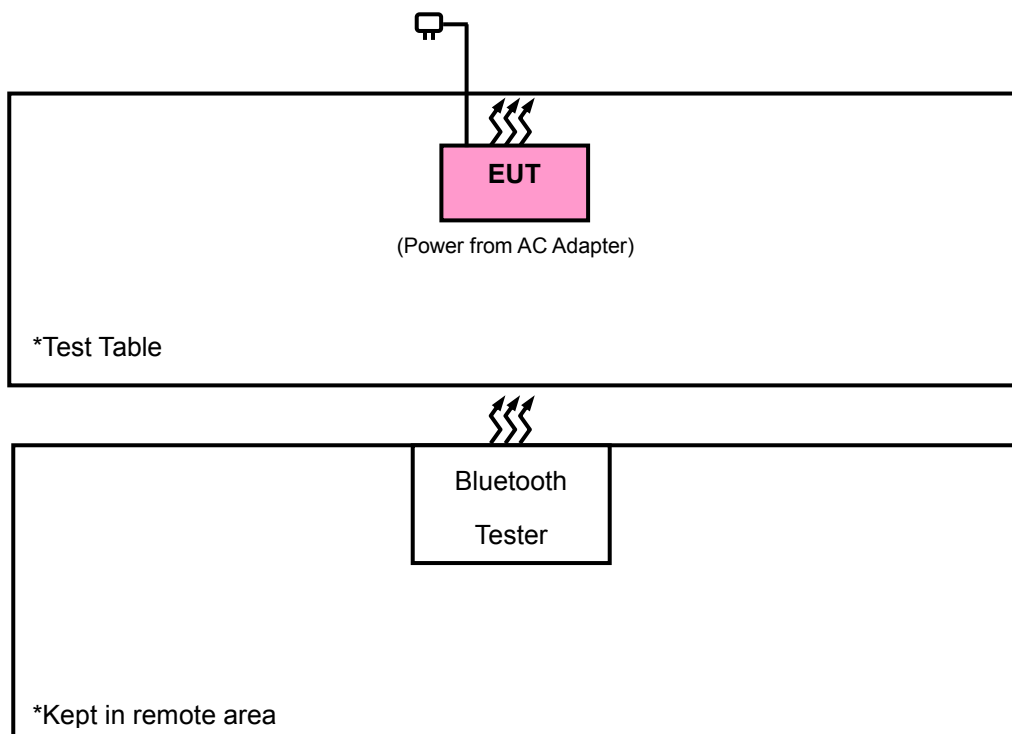 EUT
(Power from AC Adapter)
*Test Table
Bluetooth
Tester
*Kept in remote area